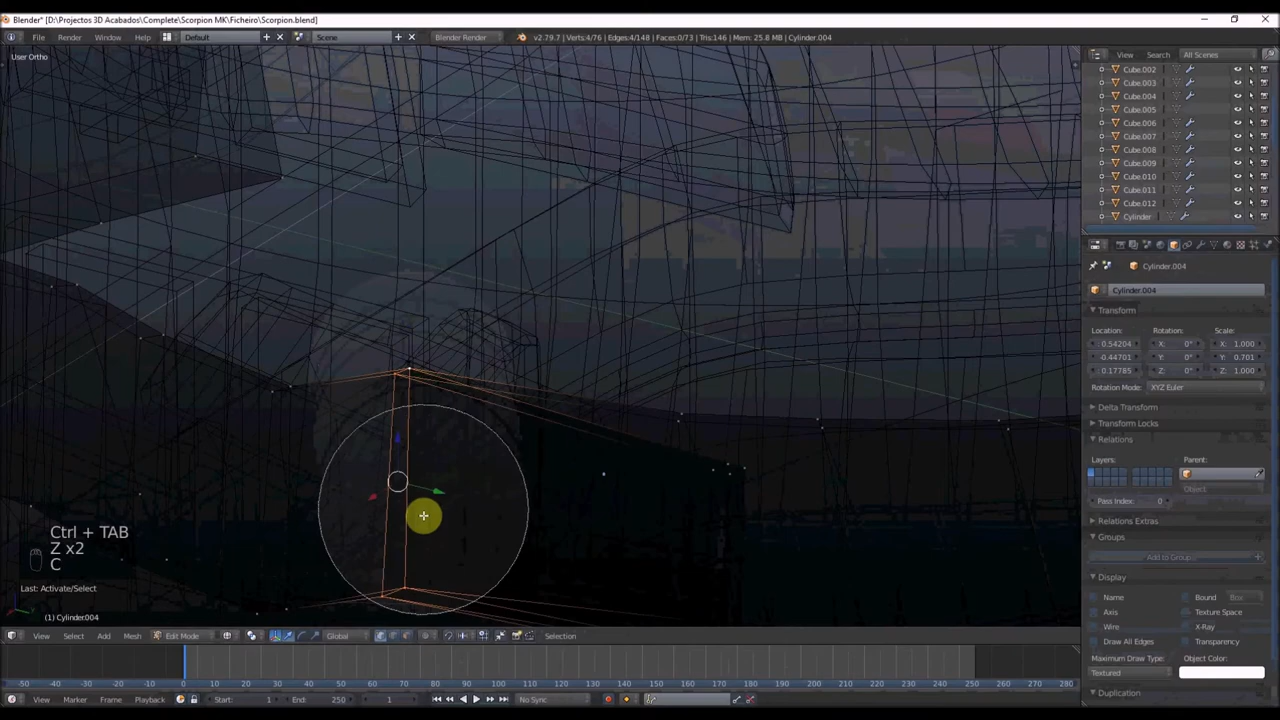 Blender* [D:\Projectos 3D Acabados\Complete\Scorpion MK\Ficheiro\Scorpion.blend]
File Render Window Help Default Scene Blender Render v2.79.7 | Verts:4/76 | Edges:4/148 | Faces:0/73 | Tris:146 | Mem: 25.8 MB | Cylinder.004
User Ortho
View Search All Scenes
Cube.002
Cube.003
Cube.004
Cube.005
Cube.006
Cube.007
Cube.008
Cube.009
Cube.010
Cube.011
Cube.012
Cylinder
Cylinder.004
Cylinder.004
Transform
Location: Rotation: Scale:
0.54204 X: 0° X: 1.000
-0.44701 Y: 0° Y: 0.701
0.17785 Z: 0° Z: 1.000
Rotation Mode: XYZ Euler
Delta Transform
Transform Locks
Relations
Layers: Parent:
Object
Pass Index: 0
Relations Extras
Groups
Add to Group
Display
Name Bound Box
Axis Texture Space
Wire X-Ray
Draw All Edges Transparency
Maximum Draw Type: Object Color:
Textured
Duplication
Ctrl + TAB
Z x2
C
Last: Activate/Select
(1) Cylinder.004
View Select Add Mesh Edit Mode Global Selection
-50 -40 -30 -20 -10 0 10 20 30 40 50 60 70 80 90 100 110 120 130 140 150 160 170 180 190 200 210 220 230 240 250 260 270 280
View Marker Frame Playback Start: 1 End: 250 1 No Sync